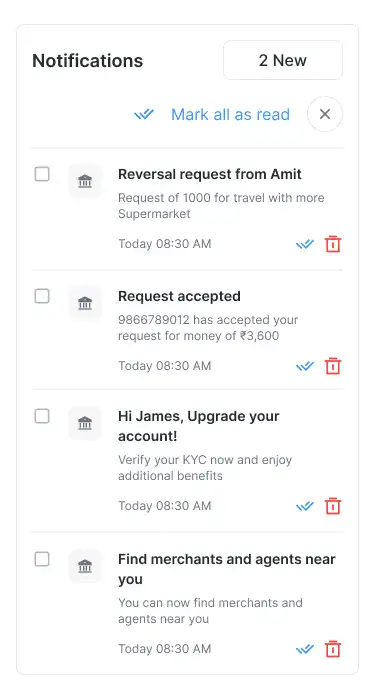 Notifications
2 New
Mark all as read
Reversal request from Amit
Request of 1000 for travel with more
Supermarket
Today 08:30 AM
Request accepted
9866789012 has accepted your
request for money of ₹3,600
Today 08:30 AM
Hi James, Upgrade your
account!
Verify your KYC now and enjoy
additional benefits
Today 08:30 AM
Find merchants and agents near
you
You can now find merchants and
agents near you
Today 08:30 AM